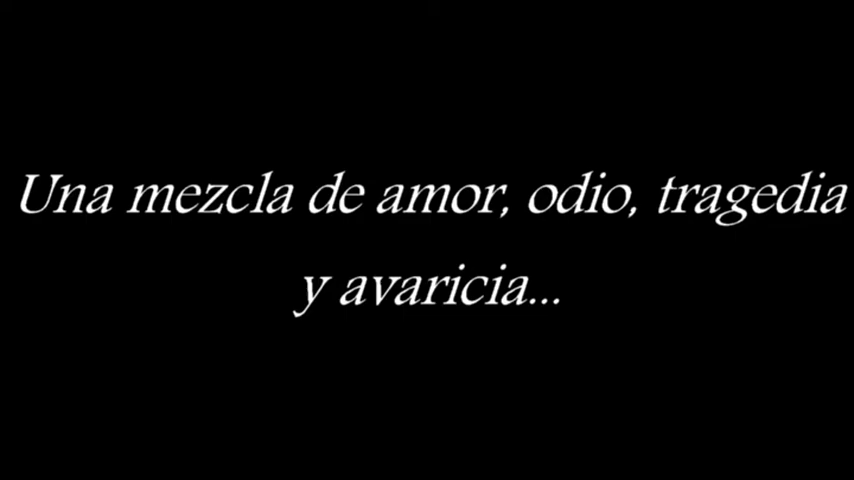 Una mezcla de amor, odio, tragedia
y avaricia...